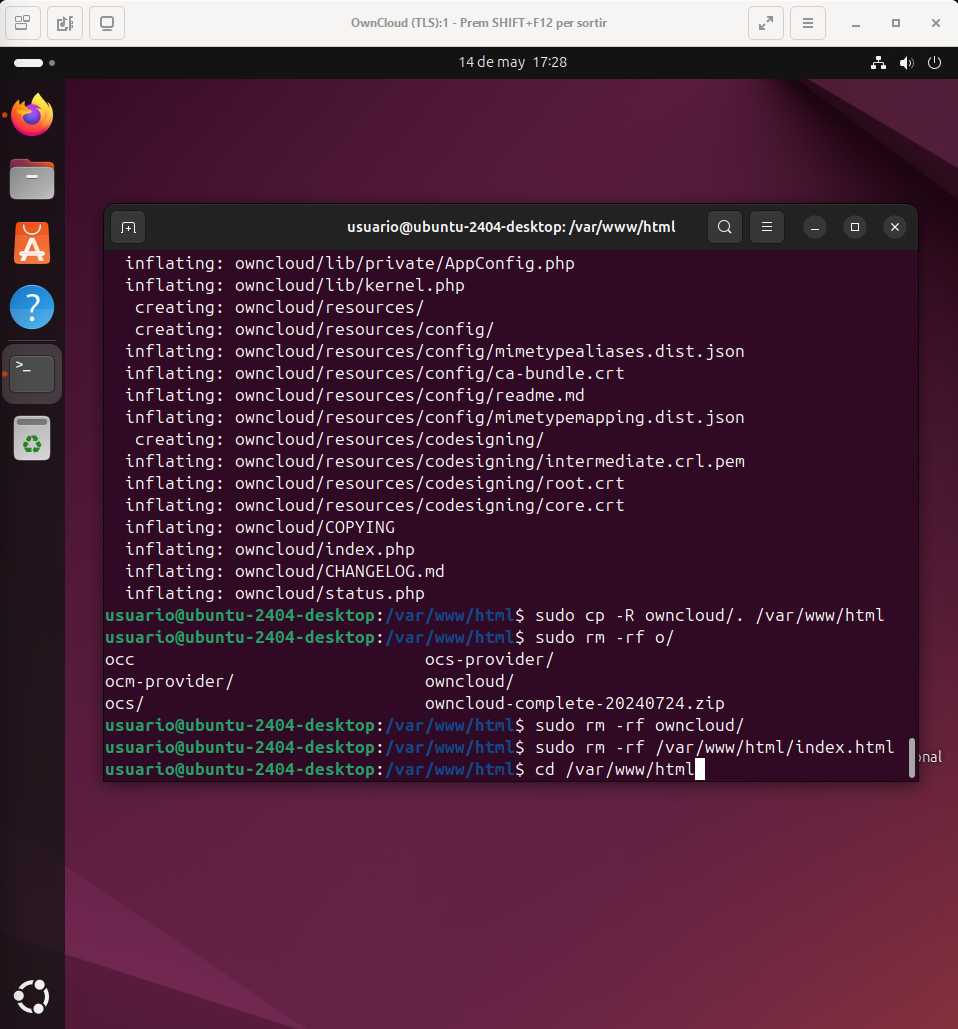 OwnCloud (TLS):1 - Prem SHIFT+F12 per sortir
14 de may 17:28
usuario@ubuntu-2404-desktop: /var/www/html
inflating: owncloud/lib/private/AppConfig.php
inflating: owncloud/lib/kernel.php
creating: owncloud/resources/
creating: owncloud/resources/config/
inflating: owncloud/resources/config/mimetypealiases.dist.json
inflating: owncloud/resources/config/ca-bundle.crt
inflating: owncloud/resources/config/readme.md
inflating: owncloud/resources/config/mimetypemapping.dist.json
creating: owncloud/resources/codesigning/
inflating: owncloud/resources/codesigning/intermediate.crl.pem
inflating: owncloud/resources/codesigning/root.crt
inflating: owncloud/resources/codesigning/core.crt
inflating: owncloud/COPYING
inflating: owncloud/index.php
inflating: owncloud/CHANGELOG.md
inflating: owncloud/status.php
usuario@ubuntu-2404-desktop:/var/www/html$ sudo cp -R owncloud/. /var/www/html
usuario@ubuntu-2404-desktop:/var/www/html$ sudo rm -rf o/
occ ocs-provider/
ocm-provider/ owncloud/
ocs/ owncloud-complete-20240724.zip
usuario@ubuntu-2404-desktop:/var/www/html$ sudo rm -rf owncloud/
usuario@ubuntu-2404-desktop:/var/www/html$ sudo rm -rf /var/www/html/index.html
usuario@ubuntu-2404-desktop:/var/www/html$ cd /var/www/html